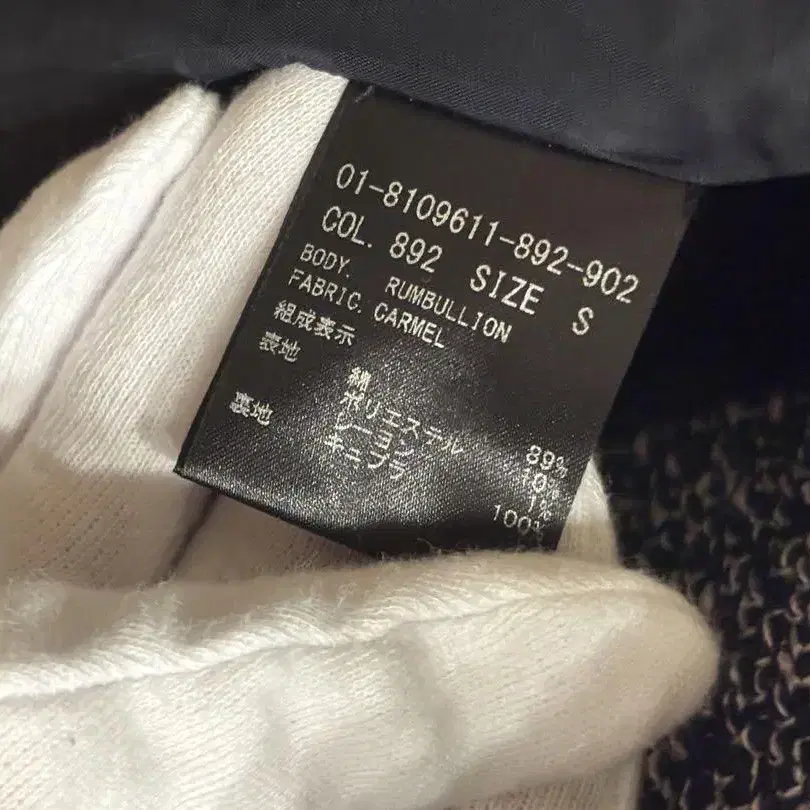 01-8109611-892-902
COL. 892 SIZE S
BODY. RUMBULLION
FABRIC. CARMEL
組成表示
表地
綿 89%
ポリエステル 10%
レーヨン 1%
裏地 キュプラ 100%